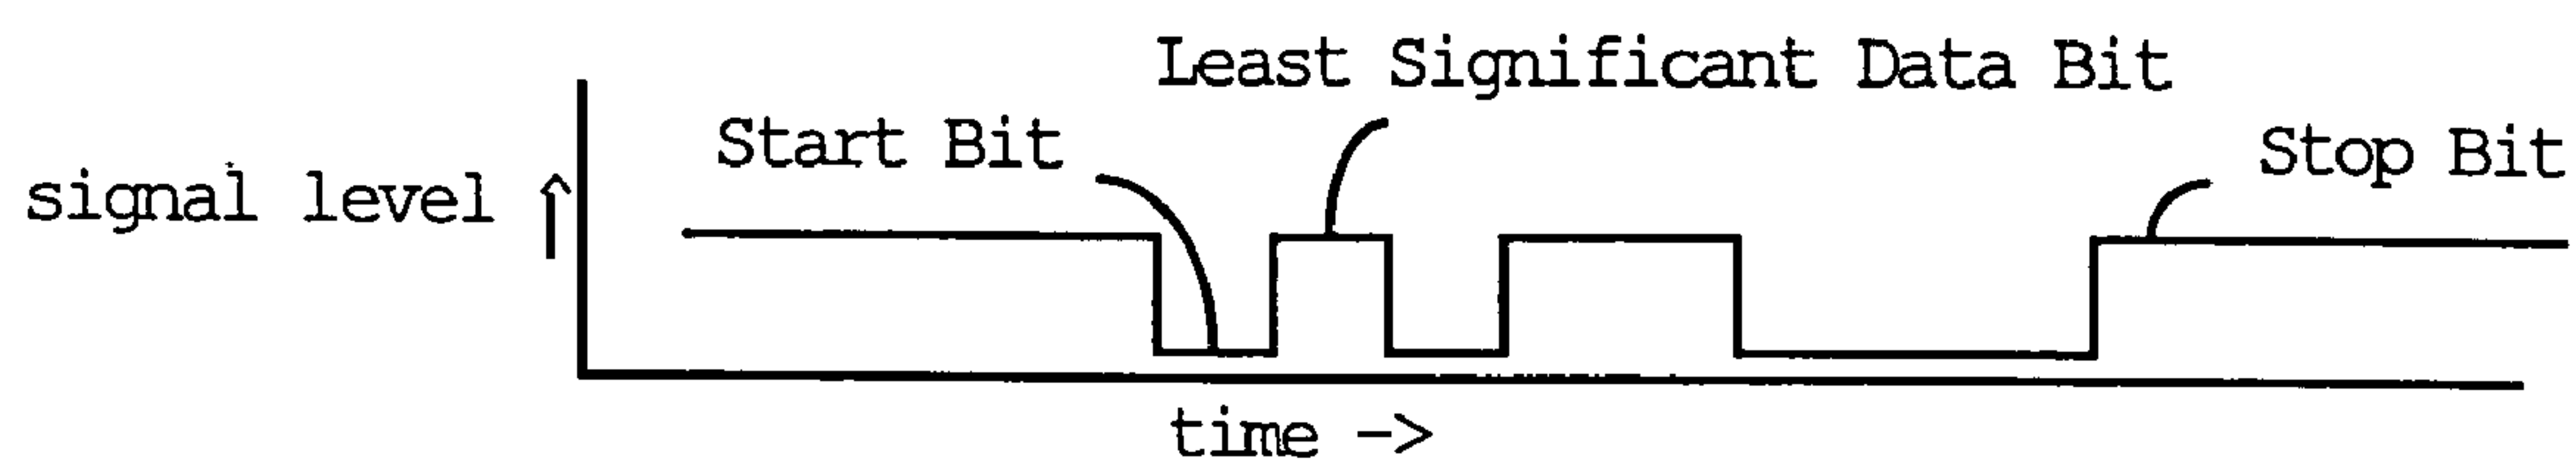 Least Significant Data Bit
Start Bit
Stop Bit
signal level ↑
time ->